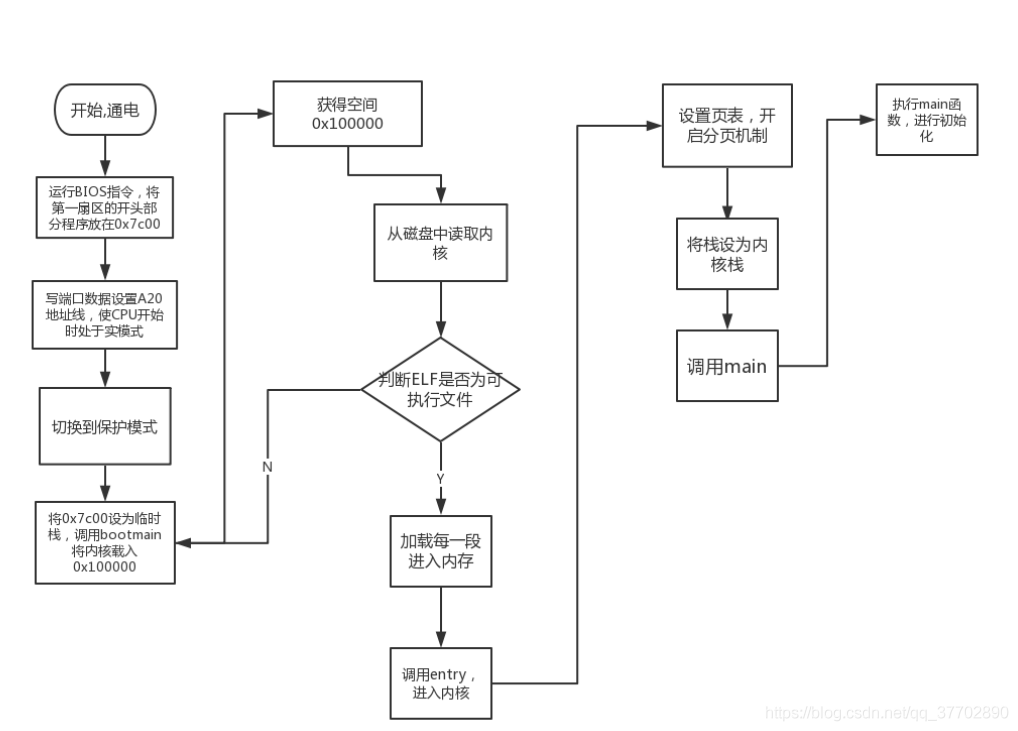 开始,通电
运行BIOS指令，将
第一扇区的开头部
分程序放在0x7c00
写端口数据设置A20
地址线，使CPU开始
时处于实模式
切换到保护模式
将0x7c00设为临时
栈，调用bootmain
将内核载入
0x100000
获得空间
0x100000
从磁盘中读取内
核
判断ELF是否为可
执行文件
N
Y
加载每一段
进入内存
调用entry，
进入内核
设置页表，开
启分页机制
将栈设为内
核栈
调用main
执行main函
数，进行初始
化
https://blog.csdn.net/qq_37702890